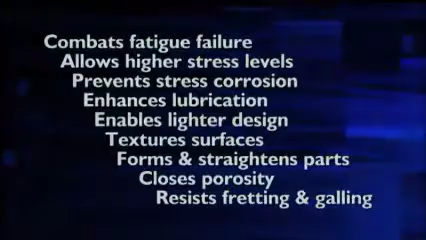 Combats fatigue failure
Allows higher stress levels
Prevents stress corrosion
Enhances lubrication
Enables lighter design
Textures surfaces
Forms & straightens parts
Closes porosity
Resists fretting & galling